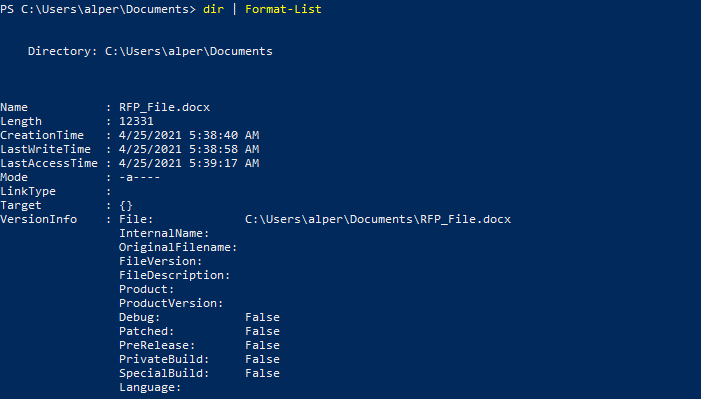 PS C:\Users\alper\Documents> dir | Format-List
Directory: C:\Users\alper\Documents
Name : RFP_File.docx
Length : 12331
CreationTime : 4/25/2021 5:38:40 AM
LastWriteTime : 4/25/2021 5:38:58 AM
LastAccessTime : 4/25/2021 5:39:17 AM
Mode : -a----
LinkType :
Target : {}
VersionInfo : File: C:\Users\alper\Documents\RFP_File.docx
InternalName:
OriginalFilename:
FileVersion:
FileDescription:
Product:
ProductVersion:
Debug: False
Patched: False
PreRelease: False
PrivateBuild: False
SpecialBuild: False
Language: